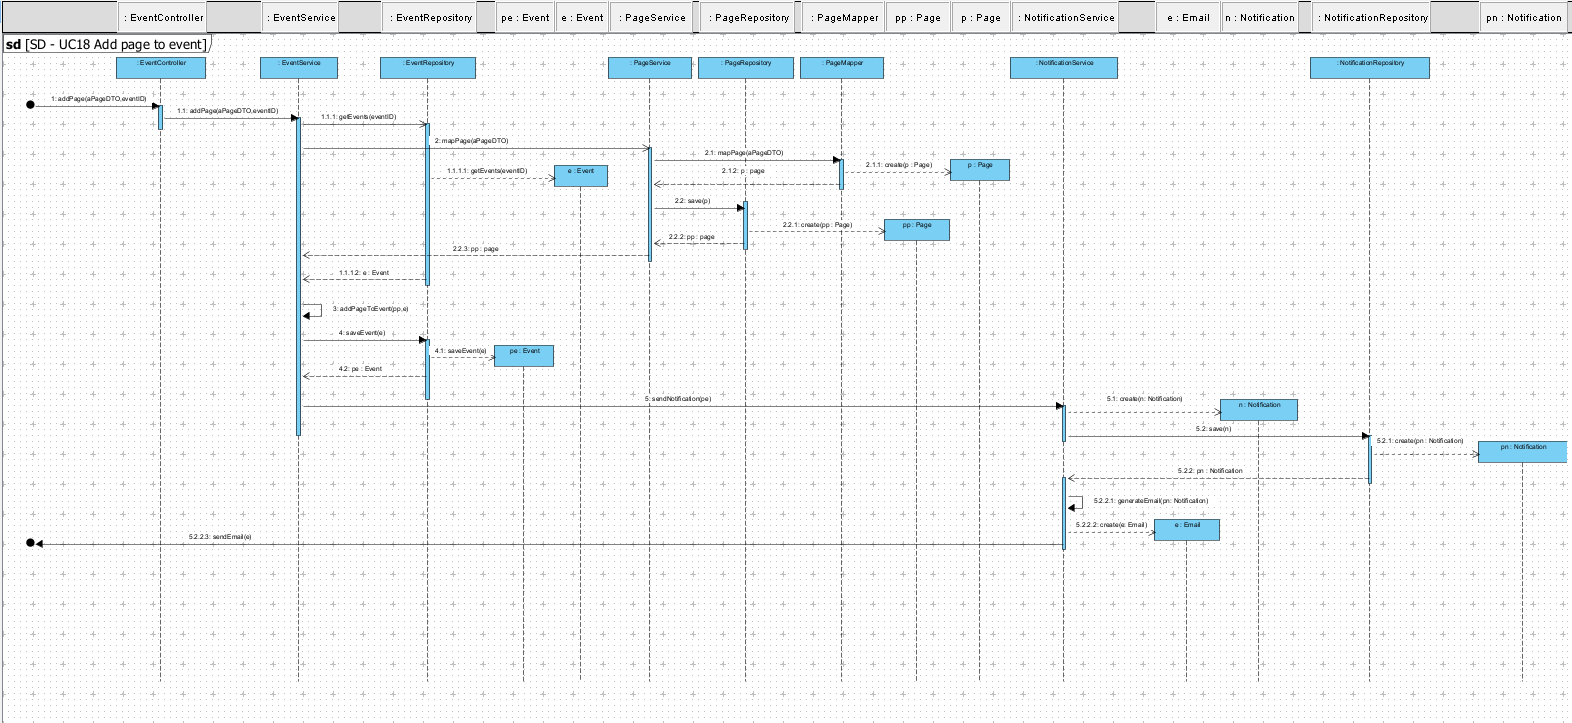 : EventController
: EventService
: EventRepository
pe : Event
e : Event
: PageService
: PageRepository
: PageMapper
pp : Page
p : Page
: NotificationService
e : Email
n : Notification
: NotificationRepository
pn : Notification
sd [SD - UC18 Add page to event]
: EventController
: EventService
: EventRepository
: PageService
: PageRepository
: PageMapper
: NotificationService
: NotificationRepository
1: addPage(aPageDTO,eventID)
1.1: addPage(aPageDTO,eventID)
1.1.1: getEvents(eventID)
2: mapPage(aPageDTO)
2.1: mapPage(aPageDTO)
2.1.1: create(p : Page)
p : Page
1.1.1.1: getEvents(eventID)
e : Event
2.1.2: p : page
2.2: save(p)
2.2.1: create(pp : Page)
pp : Page
2.2.2: pp : page
2.2.3: pp : page
1.1.1.2: e : Event
3: addPageToEvent(pp,e)
4: saveEvent(e)
4.1: saveEvent(e)
pe : Event
4.2: pe : Event
5: sendNotification(pe)
5.1: create(n: Notification)
n : Notification
5.2: save(n)
5.2.1: create(pn : Notification)
pn : Notification
5.2.2: pn : Notification
5.2.2.1: generateEmail(pn: Notification)
5.2.2.2: create(e: Email)
e : Email
5.2.2.3: sendEmail(e)